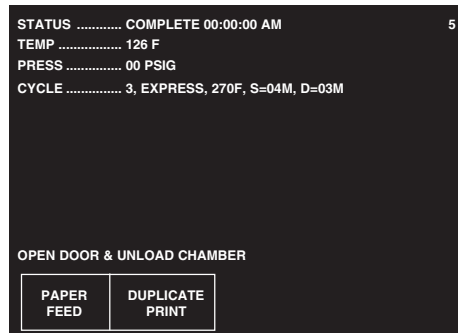 STATUS ........... COMPLETE 00:00:00 AM 5
TEMP ................ 126 F
PRESS ............... 00 PSIG
CYCLE ............... 3, EXPRESS, 270F, S=04M, D=03M
OPEN DOOR & UNLOAD CHAMBER
PAPER FEED
DUPLICATE PRINT